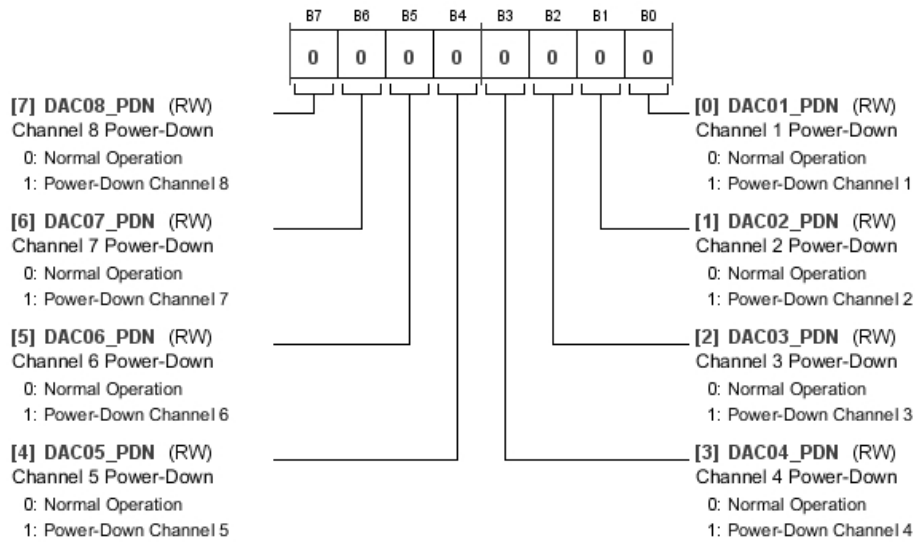 B7 B6 B5 B4 B3 B2 B1 B0
0 0 0 0 0 0 0 0
[7] DAC08_PDN (RW)
Channel 8 Power-Down
0: Normal Operation
1: Power-Down Channel 8
[6] DAC07_PDN (RW)
Channel 7 Power-Down
0: Normal Operation
1: Power-Down Channel 7
[5] DAC06_PDN (RW)
Channel 6 Power-Down
0: Normal Operation
1: Power-Down Channel 6
[4] DAC05_PDN (RW)
Channel 5 Power-Down
0: Normal Operation
1: Power-Down Channel 5
[0] DAC01_PDN (RW)
Channel 1 Power-Down
0: Normal Operation
1: Power-Down Channel 1
[1] DAC02_PDN (RW)
Channel 2 Power-Down
0: Normal Operation
1: Power-Down Channel 2
[2] DAC03_PDN (RW)
Channel 3 Power-Down
0: Normal Operation
1: Power-Down Channel 3
[3] DAC04_PDN (RW)
Channel 4 Power-Down
0: Normal Operation
1: Power-Down Channel 4